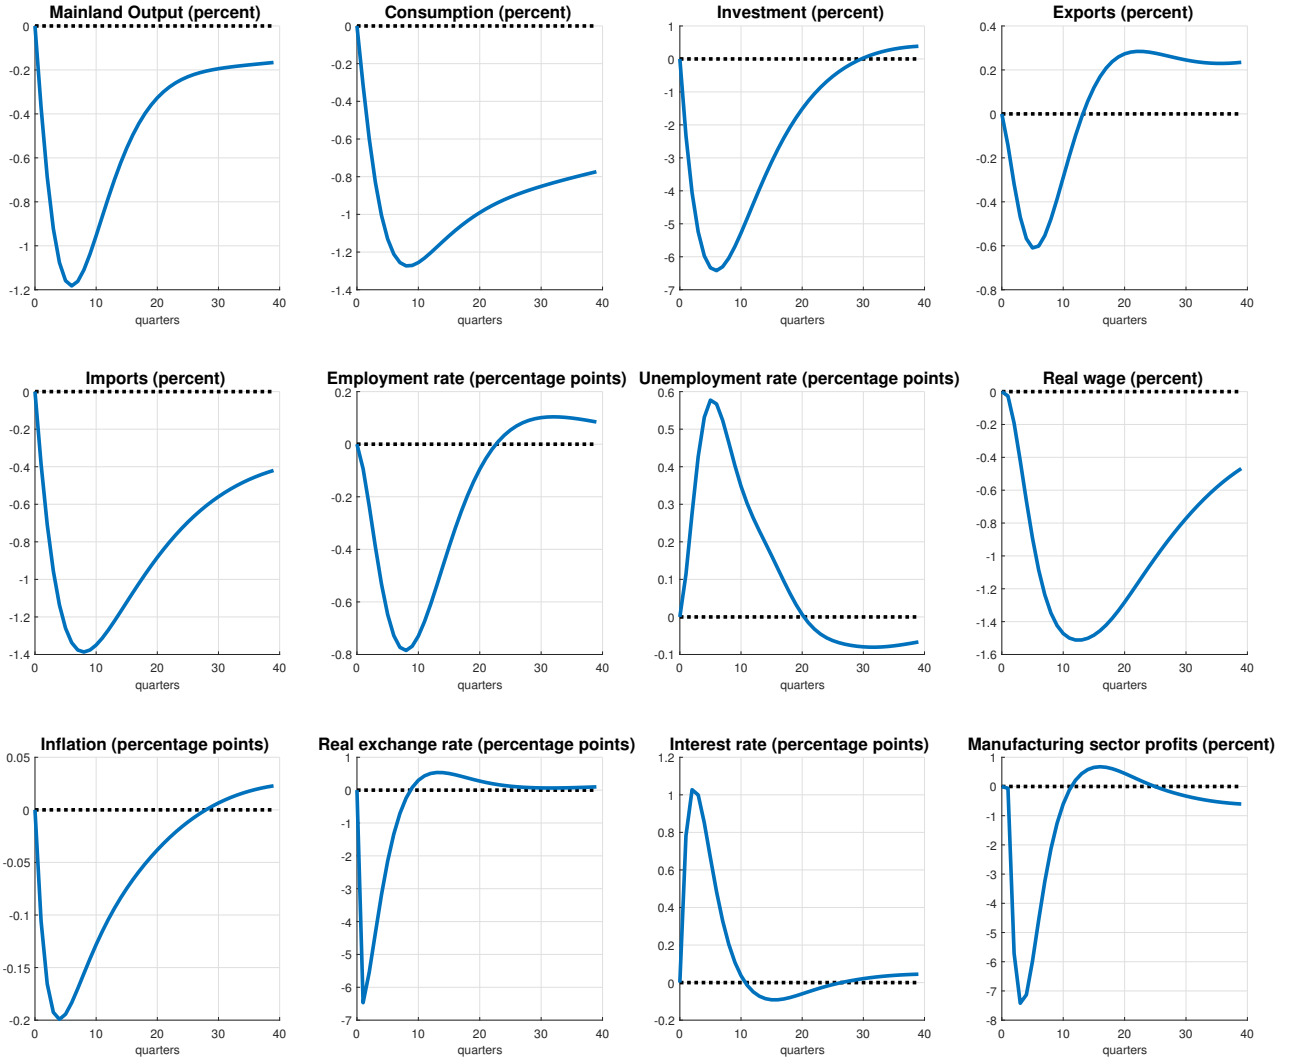 Mainland Output (percent)
0
-0.2
-0.4
-0.6
-0.8
-1
-1.2
0 10 20 30 40
quarters
Consumption (percent)
0
-0.2
-0.4
-0.6
-0.8
-1
-1.2
-1.4
0 10 20 30 40
quarters
Investment (percent)
1
0
-1
-2
-3
-4
-5
-6
-7
0 10 20 30 40
quarters
Exports (percent)
0.4
0.2
0
-0.2
-0.4
-0.6
-0.8
0 10 20 30 40
quarters
Imports (percent)
0
-0.2
-0.4
-0.6
-0.8
-1
-1.2
-1.4
0 10 20 30 40
quarters
Employment rate (percentage points)
0.2
0
-0.2
-0.4
-0.6
-0.8
0 10 20 30 40
quarters
Unemployment rate (percentage points)
0.6
0.5
0.4
0.3
0.2
0.1
0
-0.1
0 10 20 30 40
quarters
Real wage (percent)
0
-0.2
-0.4
-0.6
-0.8
-1
-1.2
-1.4
-1.6
0 10 20 30 40
quarters
Inflation (percentage points)
0.05
0
-0.05
-0.1
-0.15
-0.2
0 10 20 30 40
quarters
Real exchange rate (percentage points)
1
0
-1
-2
-3
-4
-5
-6
-7
0 10 20 30 40
quarters
Interest rate (percentage points)
1.2
1
0.8
0.6
0.4
0.2
0
-0.2
0 10 20 30 40
quarters
Manufacturing sector profits (percent)
1
0
-1
-2
-3
-4
-5
-6
-7
-8
0 10 20 30 40
quarters